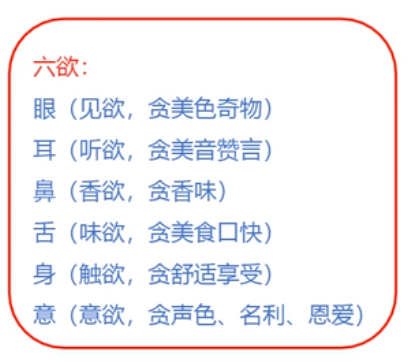 六欲：
眼（见欲，贪美色奇物）
耳（听欲，贪美音赞言）
鼻（香欲，贪香味）
舌（味欲，贪美食口快）
身（触欲，贪舒适享受）
意（意欲，贪声色、名利、恩爱）